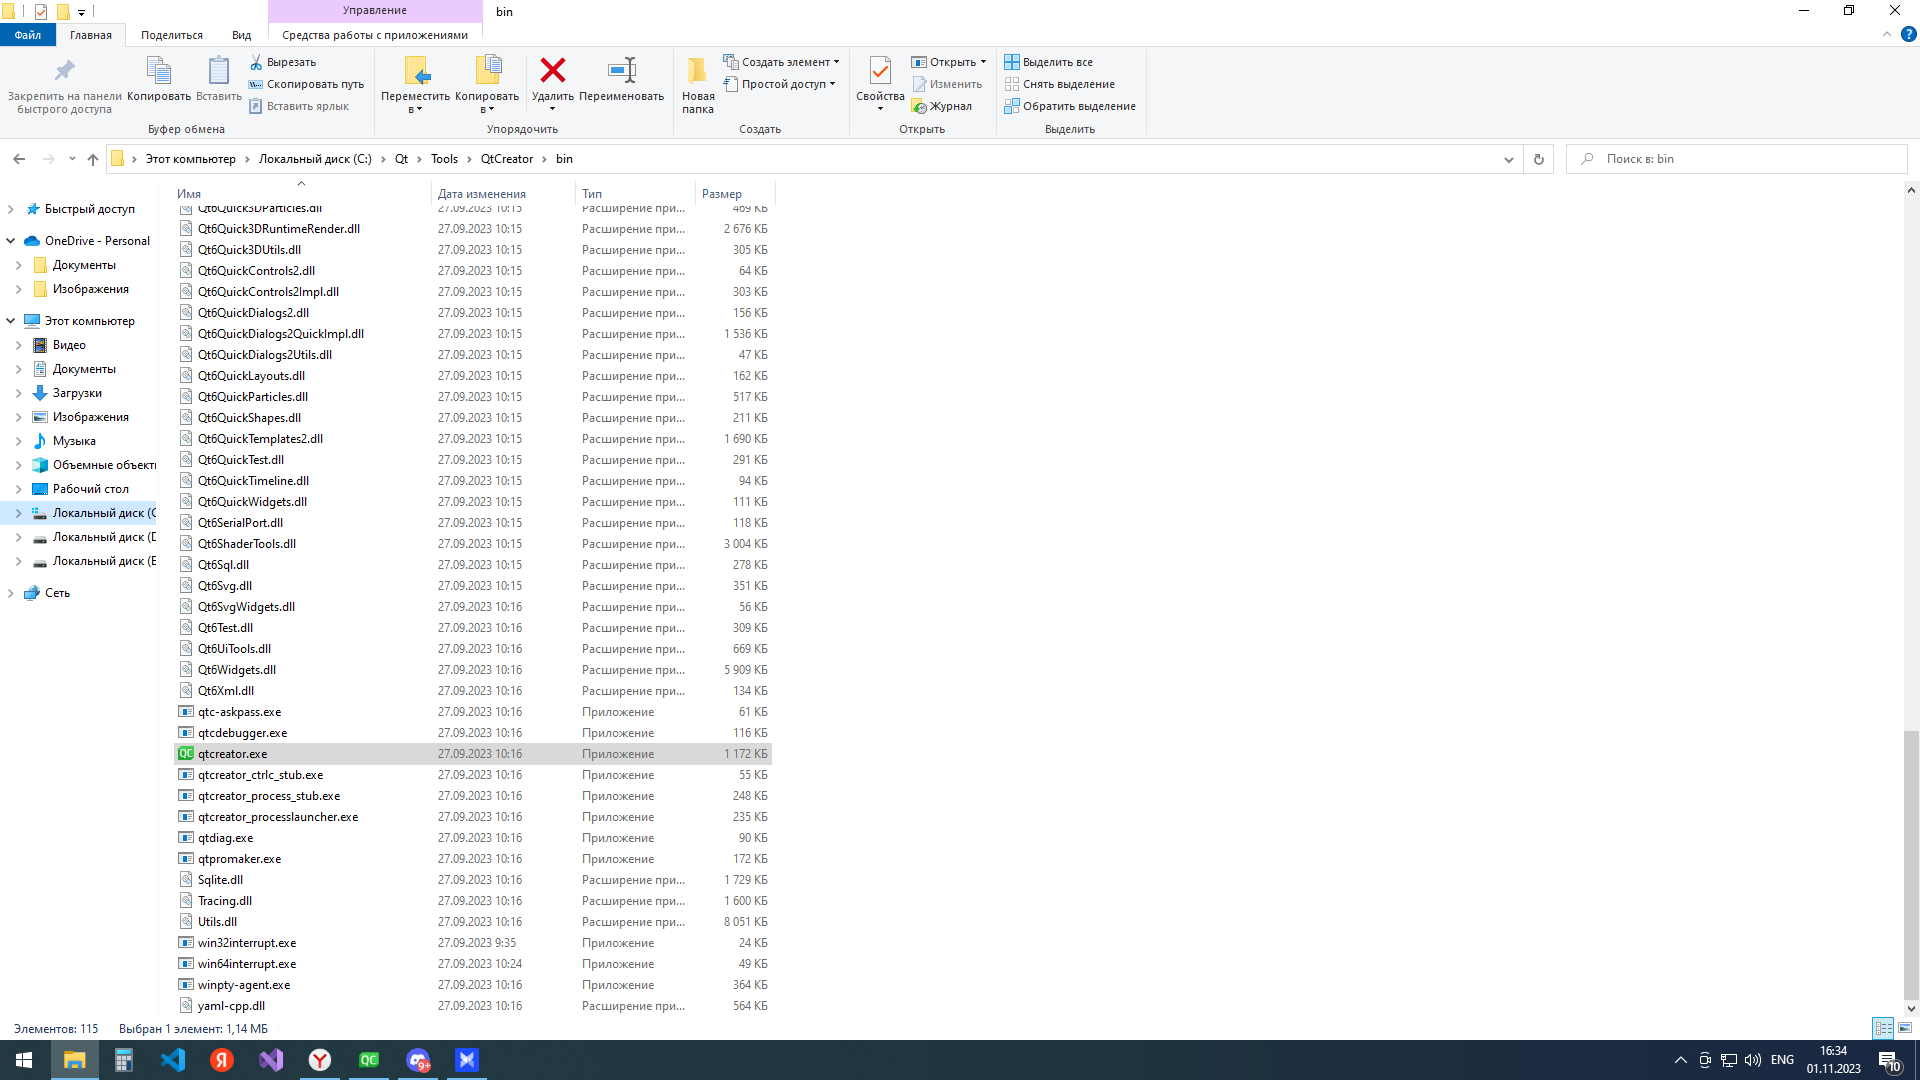 Управление
bin
Файл
Главная
Поделиться
Вид
Средства работы с приложениями
Закрепить на панели быстрого доступа
Копировать
Вставить
Вырезать
Скопировать путь
Вставить ярлык
Буфер обмена
Переместить в
Копировать в
Удалить
Переименовать
Упорядочить
Новая папка
Создать элемент
Простой доступ
Создать
Свойства
Открыть
Изменить
Журнал
Открыть
Выделить все
Снять выделение
Обратить выделение
Выделить
Этот компьютер > Локальный диск (C:) > Qt > Tools > QtCreator > bin
Поиск в: bin
Быстрый доступ
OneDrive - Personal
Документы
Изображения
Этот компьютер
Видео
Документы
Загрузки
Изображения
Музыка
Объемные объекты
Рабочий стол
Локальный диск (C
Локальный диск (D
Локальный диск (E
Сеть
Имя Дата изменения Тип Размер
Qt6Quick3DParticles.dll 27.09.2023 10:15 Расширение при... 469 КБ
Qt6Quick3DRuntimeRender.dll 27.09.2023 10:15 Расширение при... 2 676 КБ
Qt6Quick3DUtils.dll 27.09.2023 10:15 Расширение при... 305 КБ
Qt6QuickControls2.dll 27.09.2023 10:15 Расширение при... 64 КБ
Qt6QuickControls2Impl.dll 27.09.2023 10:15 Расширение при... 303 КБ
Qt6QuickDialogs2.dll 27.09.2023 10:15 Расширение при... 156 КБ
Qt6QuickDialogs2QuickImpl.dll 27.09.2023 10:15 Расширение при... 1 536 КБ
Qt6QuickDialogs2Utils.dll 27.09.2023 10:15 Расширение при... 47 КБ
Qt6QuickLayouts.dll 27.09.2023 10:15 Расширение при... 162 КБ
Qt6QuickParticles.dll 27.09.2023 10:15 Расширение при... 517 КБ
Qt6QuickShapes.dll 27.09.2023 10:15 Расширение при... 211 КБ
Qt6QuickTemplates2.dll 27.09.2023 10:15 Расширение при... 1 690 КБ
Qt6QuickTest.dll 27.09.2023 10:15 Расширение при... 291 КБ
Qt6QuickTimeline.dll 27.09.2023 10:15 Расширение при... 94 КБ
Qt6QuickWidgets.dll 27.09.2023 10:15 Расширение при... 111 КБ
Qt6SerialPort.dll 27.09.2023 10:15 Расширение при... 118 КБ
Qt6ShaderTools.dll 27.09.2023 10:15 Расширение при... 3 004 КБ
Qt6Sql.dll 27.09.2023 10:15 Расширение при... 278 КБ
Qt6Svg.dll 27.09.2023 10:15 Расширение при... 351 КБ
Qt6SvgWidgets.dll 27.09.2023 10:16 Расширение при... 56 КБ
Qt6Test.dll 27.09.2023 10:16 Расширение при... 309 КБ
Qt6UiTools.dll 27.09.2023 10:16 Расширение при... 669 КБ
Qt6Widgets.dll 27.09.2023 10:16 Расширение при... 5 909 КБ
Qt6Xml.dll 27.09.2023 10:16 Расширение при... 134 КБ
qtc-askpass.exe 27.09.2023 10:16 Приложение 61 КБ
qtcdebugger.exe 27.09.2023 10:16 Приложение 116 КБ
QC qtcreator.exe 27.09.2023 10:16 Приложение 1 172 КБ
qtcreator_ctrlc_stub.exe 27.09.2023 10:16 Приложение 55 КБ
qtcreator_process_stub.exe 27.09.2023 10:16 Приложение 248 КБ
qtcreator_processlauncher.exe 27.09.2023 10:16 Приложение 235 КБ
qtdiag.exe 27.09.2023 10:16 Приложение 90 КБ
qtpromaker.exe 27.09.2023 10:16 Приложение 172 КБ
Sqlite.dll 27.09.2023 10:16 Расширение при... 1 729 КБ
Tracing.dll 27.09.2023 10:16 Расширение при... 1 600 КБ
Utils.dll 27.09.2023 10:16 Расширение при... 8 051 КБ
win32interrupt.exe 27.09.2023 9:35 Приложение 24 КБ
win64interrupt.exe 27.09.2023 10:24 Приложение 49 КБ
winpty-agent.exe 27.09.2023 10:16 Приложение 364 КБ
yaml-cpp.dll 27.09.2023 10:16 Расширение при... 564 КБ
Элементов: 115 Выбран 1 элемент: 1,14 МБ
Я
Y
QC
9+
ENG
16:34
01.11.2023
10